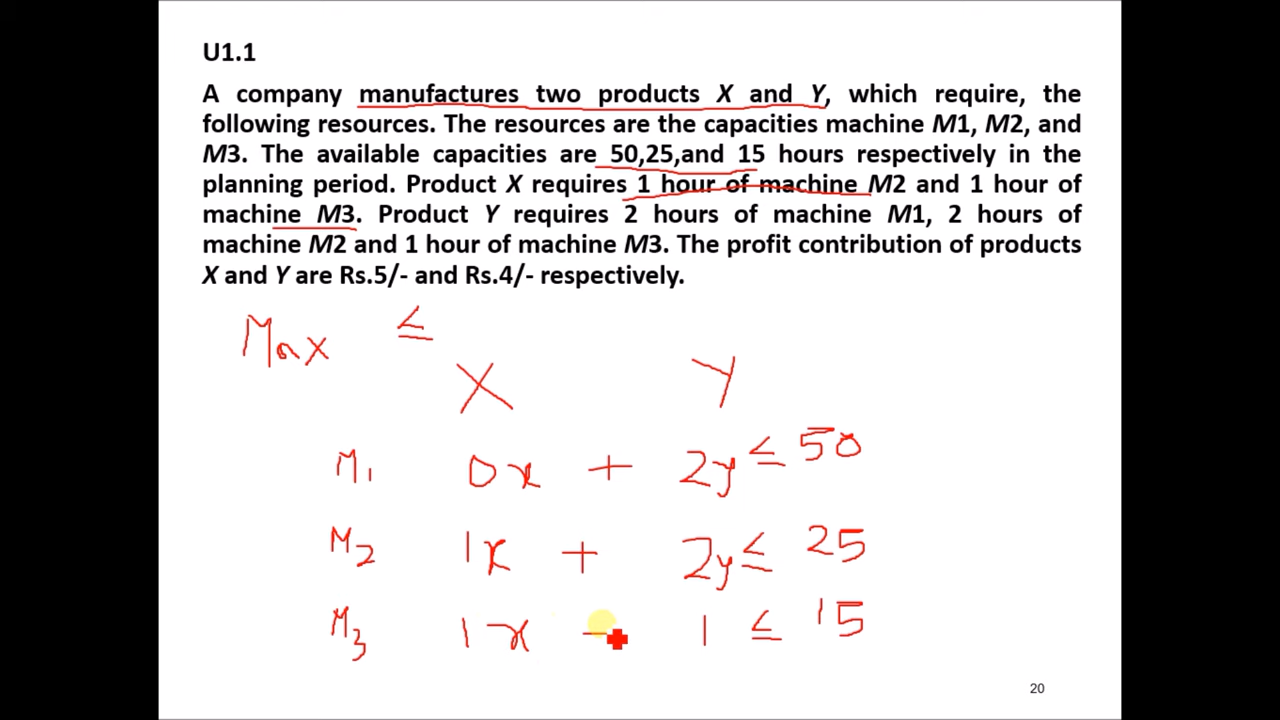 U1.1
A company manufactures two products X and Y, which require, the
following resources. The resources are the capacities machine M1, M2, and
M3. The available capacities are 50,25,and 15 hours respectively in the
planning period. Product X requires 1 hour of machine M2 and 1 hour of
machine M3. Product Y requires 2 hours of machine M1, 2 hours of
machine M2 and 1 hour of machine M3. The profit contribution of products
X and Y are Rs.5/- and Rs.4/- respectively.
Max ≤
X Y
M1 0x + 2y ≤ 50
M2 1x + 2y ≤ 25
M3 1x - 1 ≤ 15
20